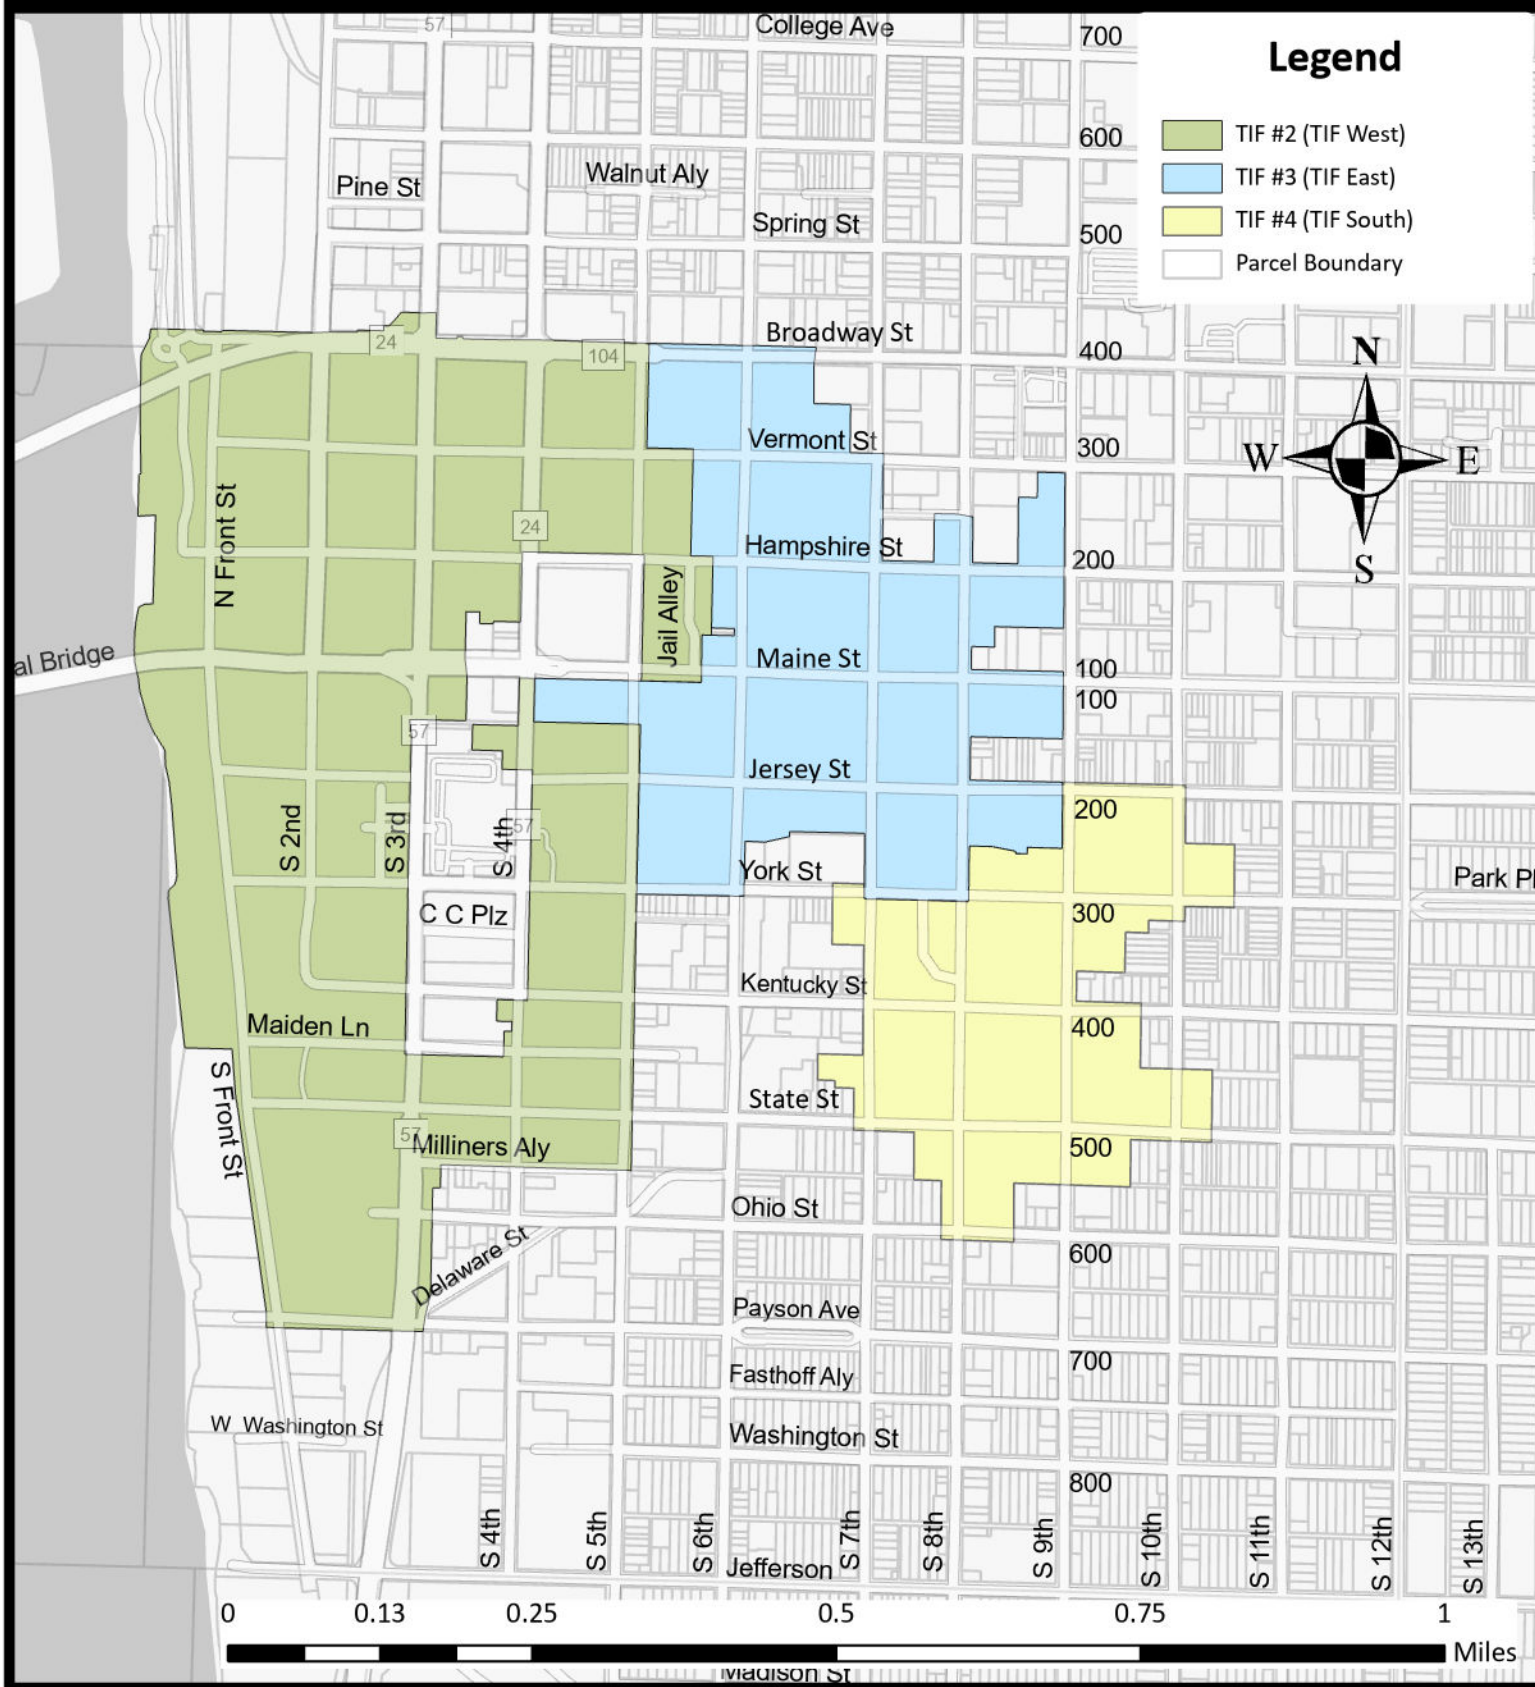 57
College Ave
700
Legend
TIF #2 (TIF West)
600
Walnut Aly
TIF #3 (TIF East)
Pine St
Spring St
TIF #4 (TIF South)
500
Parcel Boundary
Broadway St
24
104
400
N
Vermont St
300
W
E
N Front St
24
Hampshire St
200
S
Jail Alley
al Bridge
Maine St
100
100
57
Jersey St
200
S 2nd
S 3rd
S 4th
57
York St
Park Pl
C C Plz
300
Kentucky St
Maiden Ln
400
S Front St
State St
57
Milliners Aly
500
Ohio St
Delaware St
600
Payson Ave
700
Fasthoff Aly
W Washington St
Washington St
800
S 4th
S 5th
S 6th
S 7th
S 8th
S 9th
S 10th
S 11th
S 12th
S 13th
Jefferson
0
0.13
0.25
0.5
0.75
1
Miles
Madison St